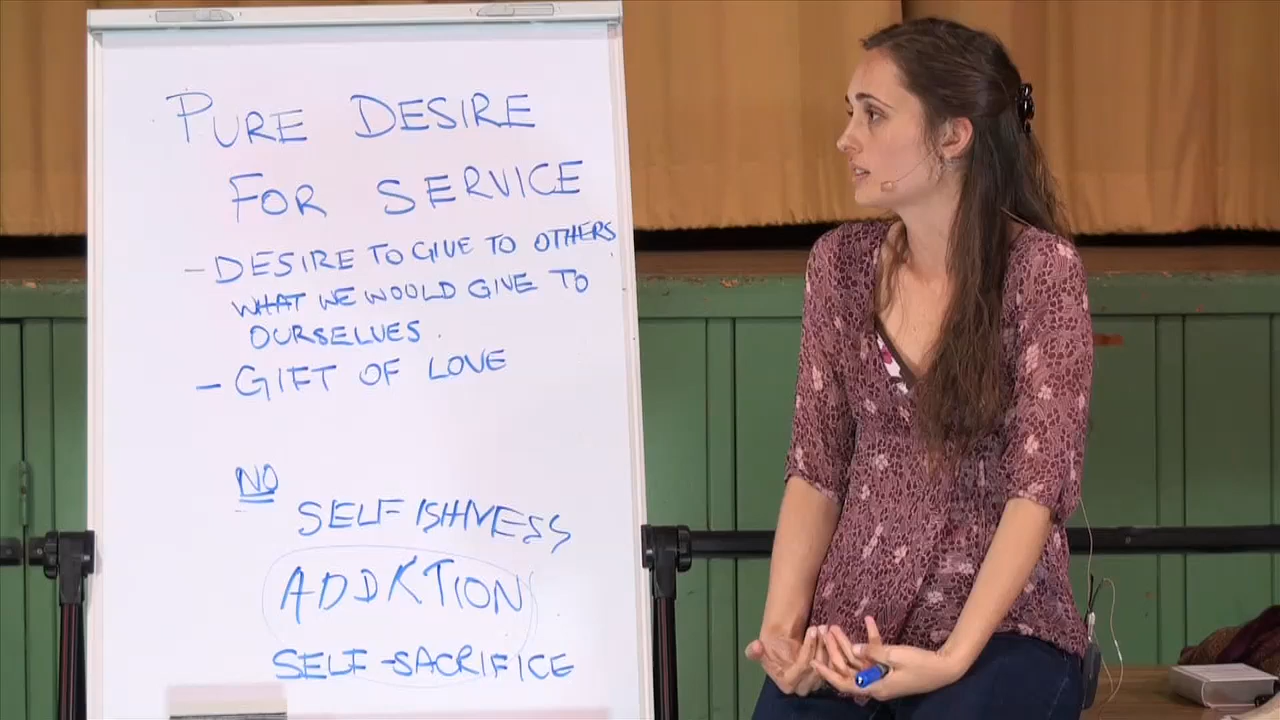 PURE DESIRE
FOR SERVICE
- DESIRE TO GIVE TO OTHERS
WHAT WE WOULD GIVE TO
OURSELVES.
- GIFT OF LOVE
NO
SELFISHNESS
ADDICTION
SELF-SACRIFICE